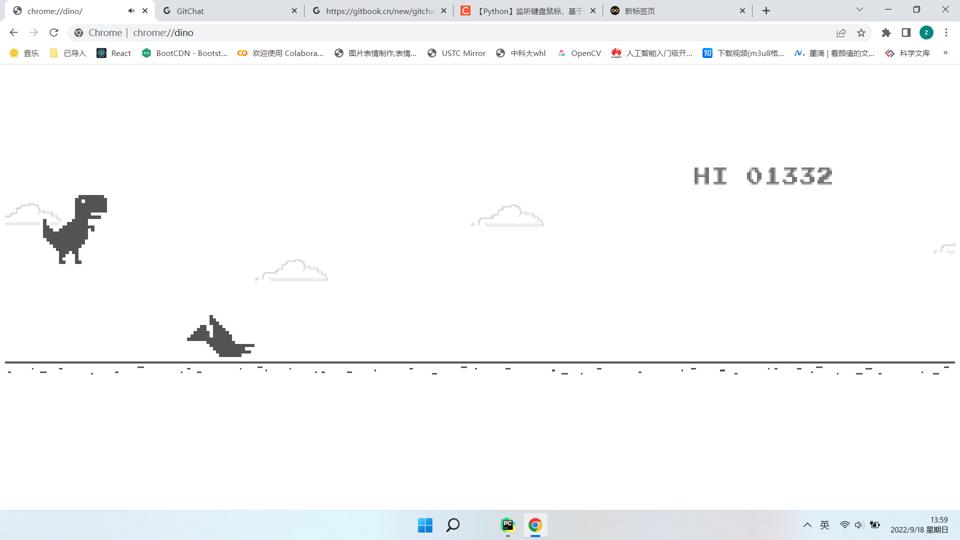 chrome://dino/
GitChat
https://gitbook.cn/new/gitcha
【Python】监听键盘鼠标，基于
新标签页
Chrome | chrome://dino
z
音乐
已导入
React
BootCDN - Bootst...
欢迎使用 Colabora...
图片表情制作,表情...
USTC Mirror
中科大whl
OpenCV
人工智能入门级开...
知
下载视频(m3u8格...
墨滴 | 看颜值的文...
科学文库
»
HI 01332
PC
英
13:59
2022/9/18 星期日